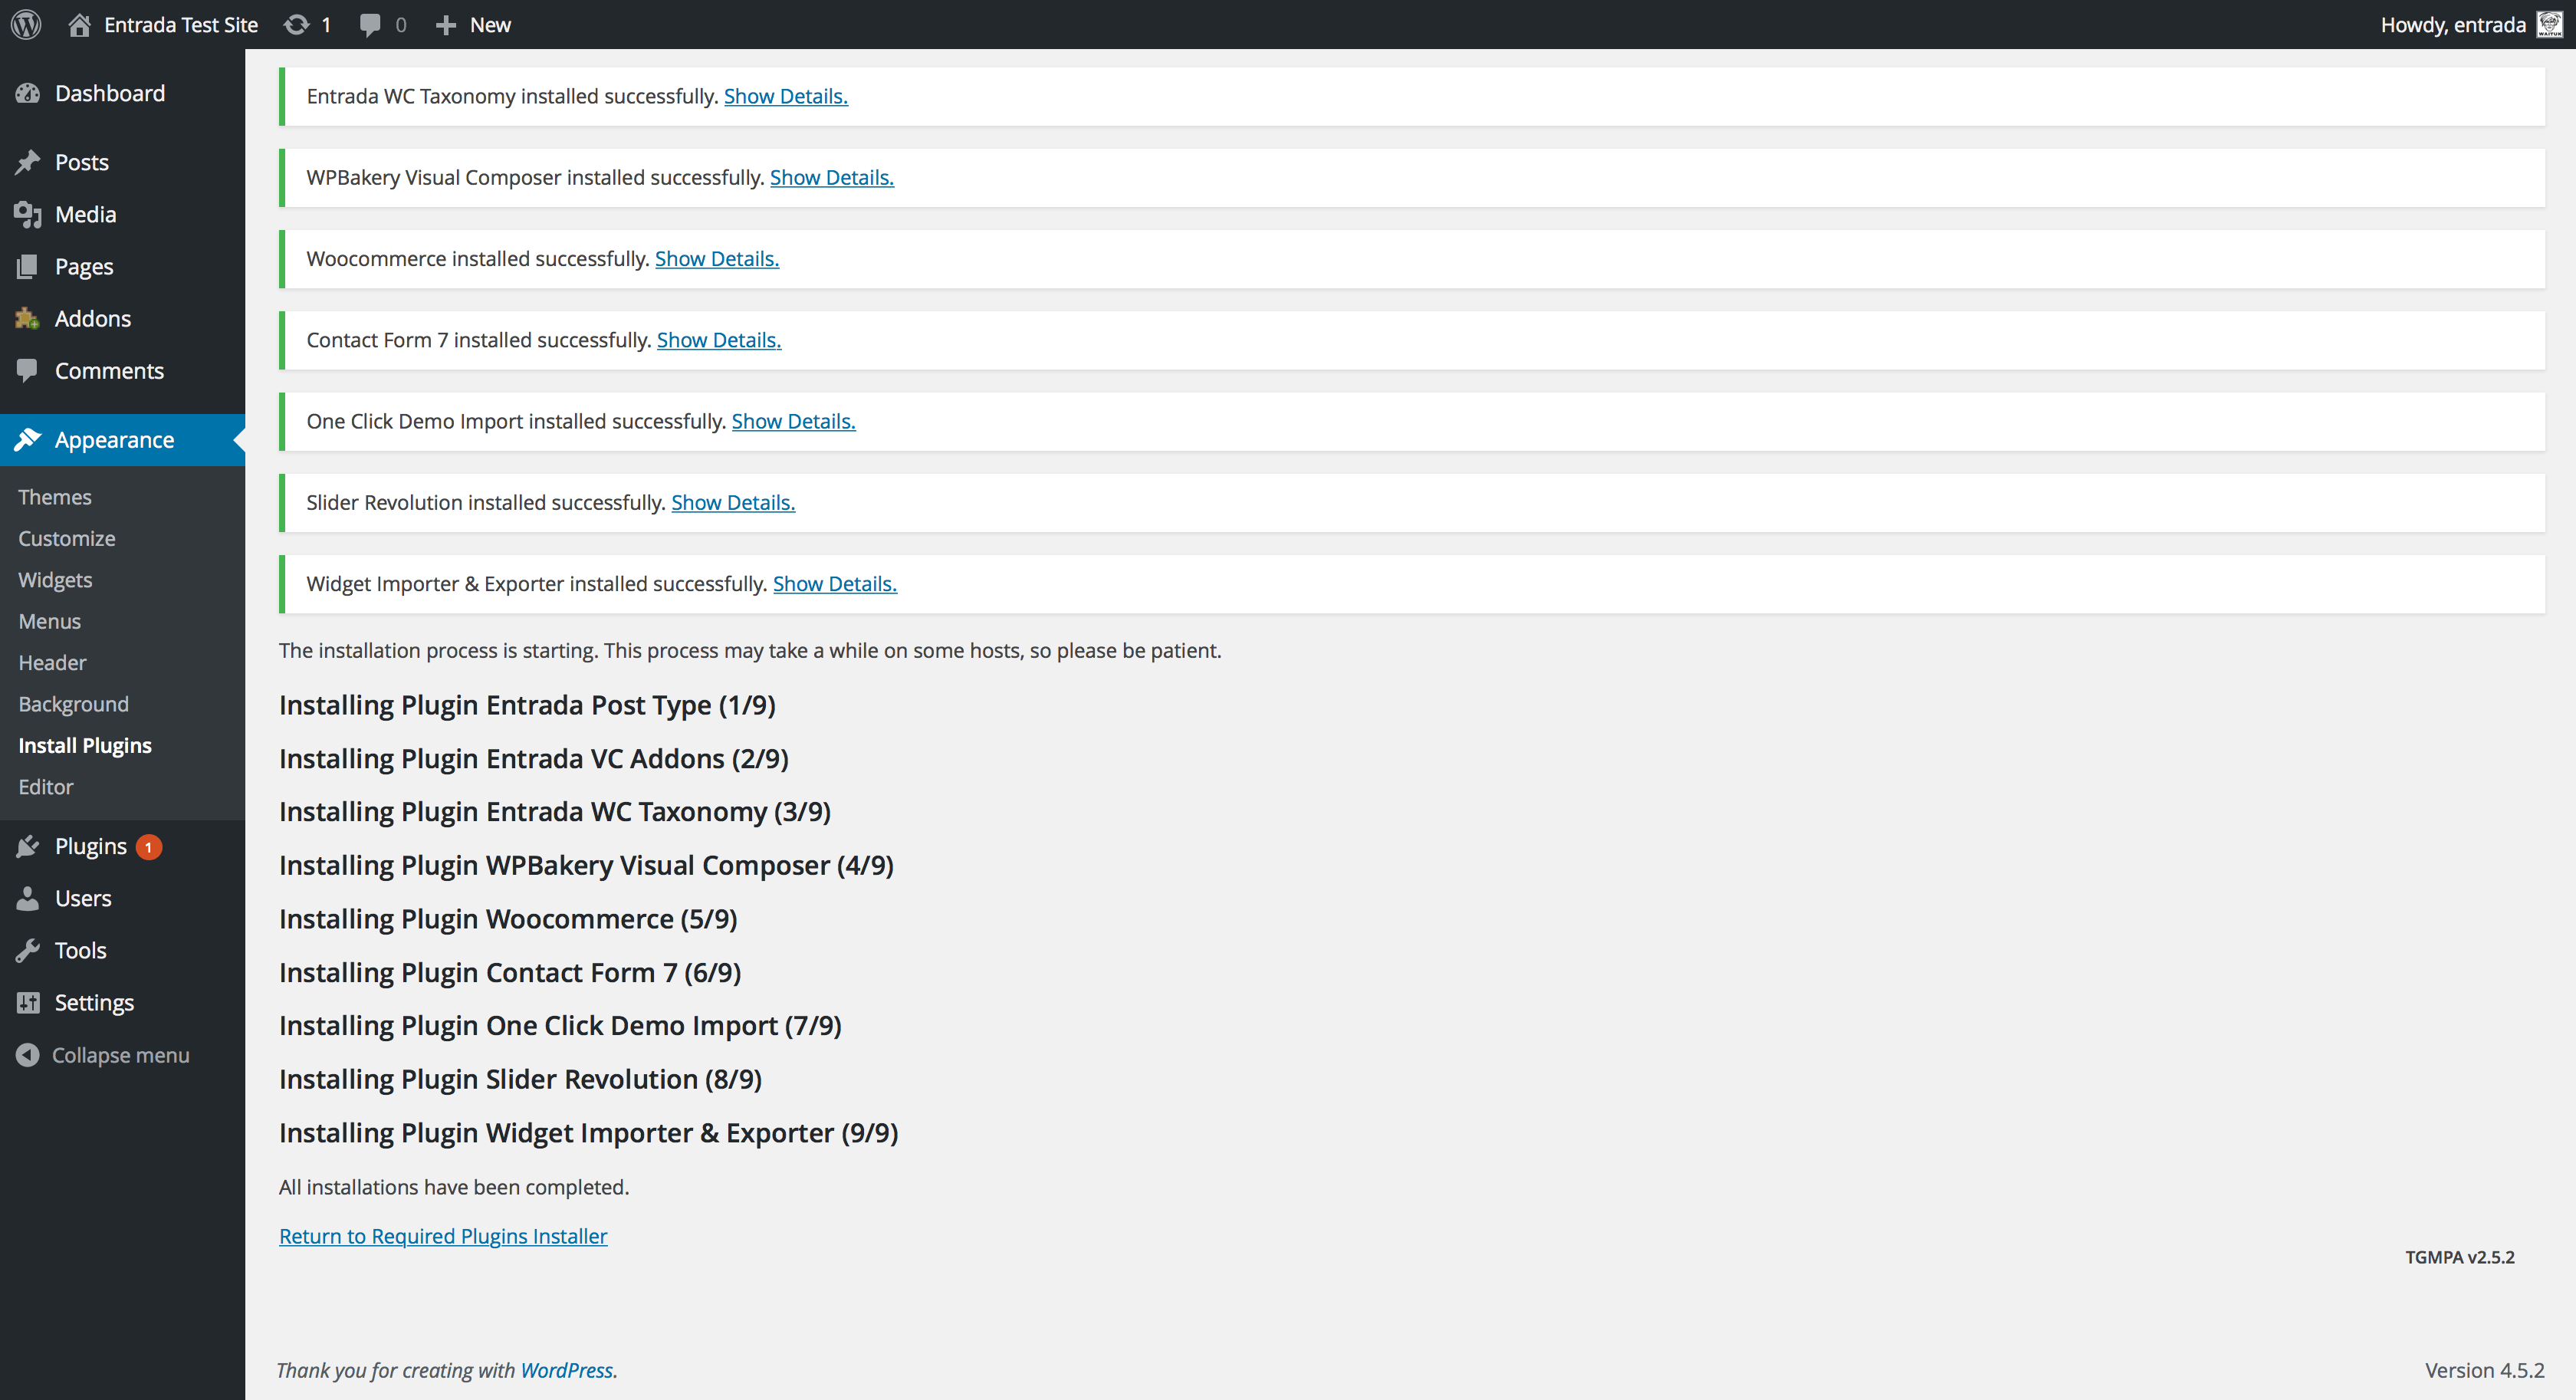 Entrada Test Site 1 0 New Howdy, entrada
Dashboard
Posts
Media
Pages
Addons
Comments
Appearance
Themes
Customize
Widgets
Menus
Header
Background
Install Plugins
Editor
Plugins 1
Users
Tools
Settings
Collapse menu
Entrada WC Taxonomy installed successfully. Show Details.
WPBakery Visual Composer installed successfully. Show Details.
Woocommerce installed successfully. Show Details.
Contact Form 7 installed successfully. Show Details.
One Click Demo Import installed successfully. Show Details.
Slider Revolution installed successfully. Show Details.
Widget Importer & Exporter installed successfully. Show Details.
The installation process is starting. This process may take a while on some hosts, so please be patient.
Installing Plugin Entrada Post Type (1/9)
Installing Plugin Entrada VC Addons (2/9)
Installing Plugin Entrada WC Taxonomy (3/9)
Installing Plugin WPBakery Visual Composer (4/9)
Installing Plugin Woocommerce (5/9)
Installing Plugin Contact Form 7 (6/9)
Installing Plugin One Click Demo Import (7/9)
Installing Plugin Slider Revolution (8/9)
Installing Plugin Widget Importer & Exporter (9/9)
All installations have been completed.
Return to Required Plugins Installer
TGMPA v2.5.2
Thank you for creating with WordPress.
Version 4.5.2